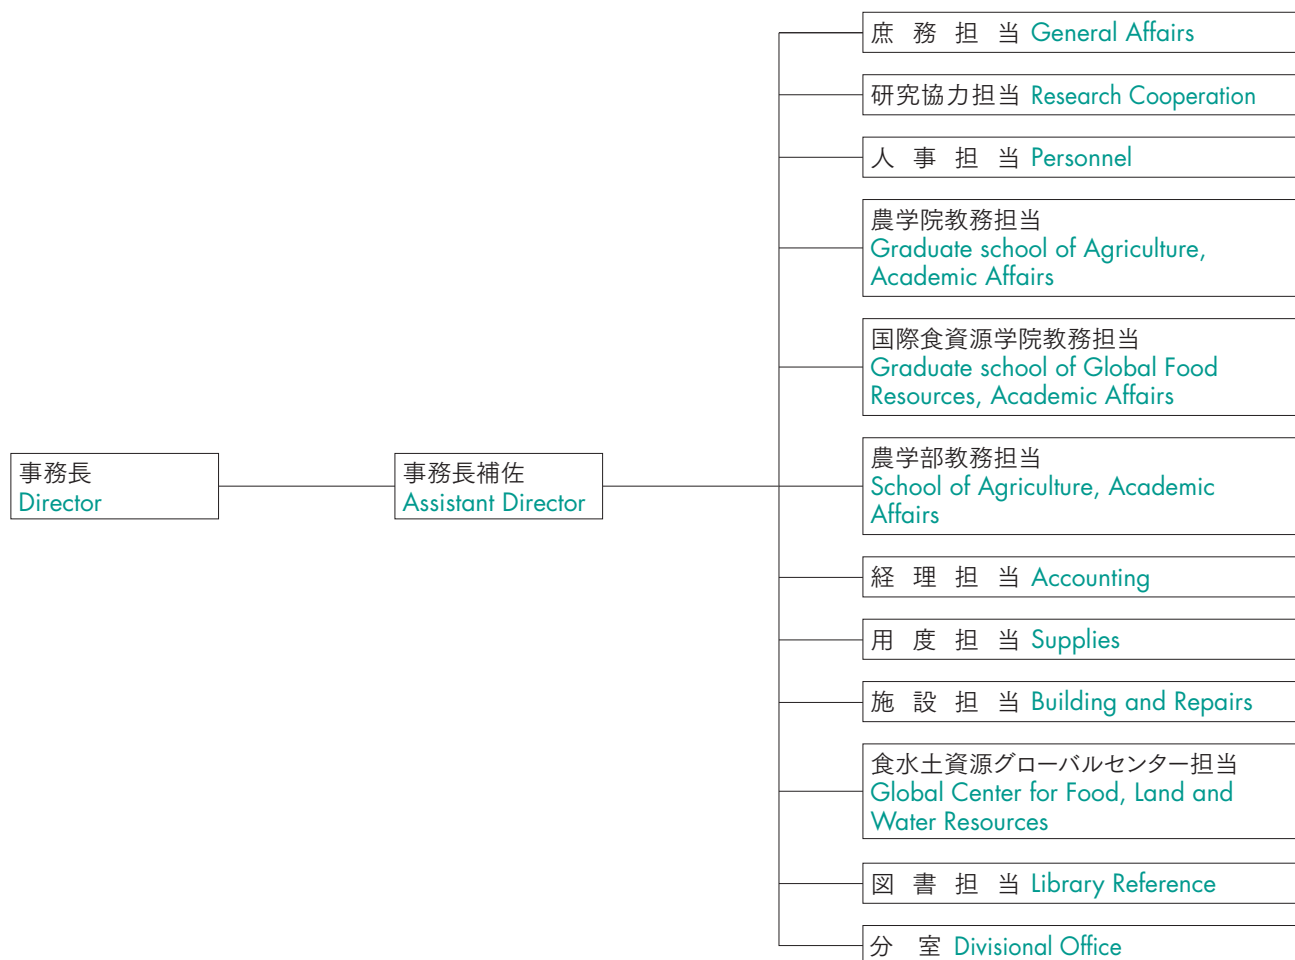 庶務担当 General Affairs
研究協力担当 Research Cooperation
人事担当 Personnel
農学院教務担当
Graduate school of Agriculture,
Academic Affairs
国際食資源学院教務担当
Graduate school of Global Food
Resources, Academic Affairs
事務長
Director
事務長補佐
Assistant Director
農学部教務担当
School of Agriculture, Academic
Affairs
経理担当 Accounting
用度担当 Supplies
施設担当 Building and Repairs
食水土資源グローバルセンター担当
Global Center for Food, Land and
Water Resources
図書担当 Library Reference
分室 Divisional Office